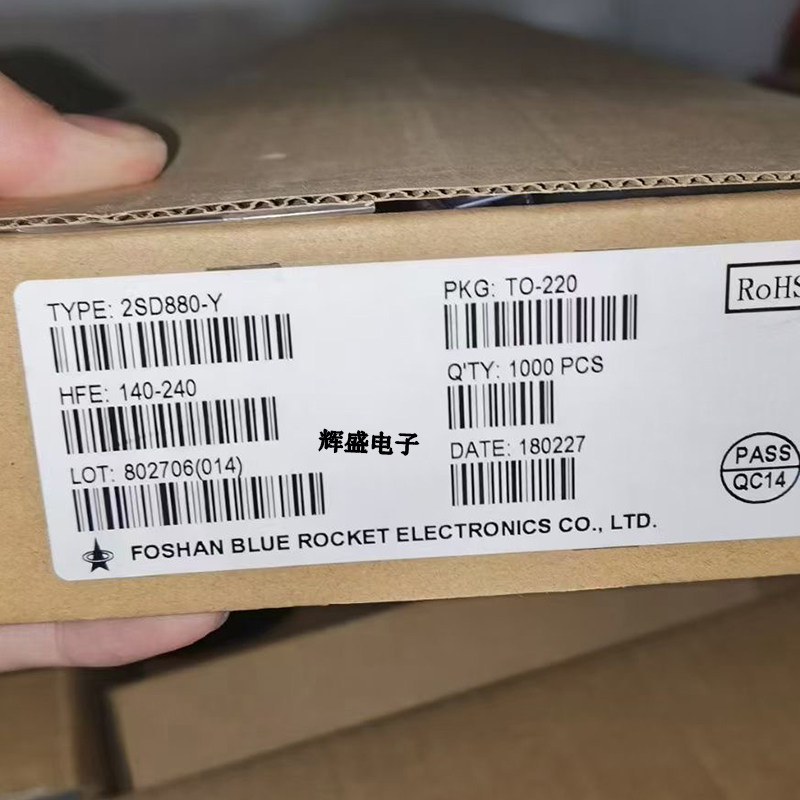 TYPE: 2SD880-Y
PKG: TO-220
RoHS
HFE: 140-240
Q'TY: 1000 PCS
辉盛电子
LOT: 802706(014)
DATE: 180227
PASS
QC14
FOSHAN BLUE ROCKET ELECTRONICS CO., LTD.